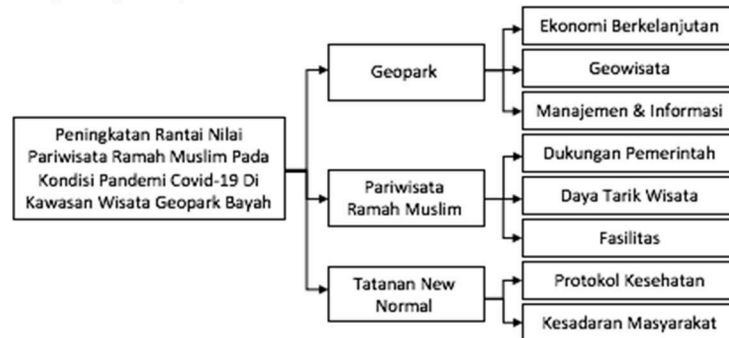 Peningkatan Rantai Nilai
Pariwisata Ramah Muslim Pada
Kondisi Pandemi Covid-19 Di
Kawasan Wisata Geopark Bayah
Geopark
Ekonomi Berkelanjutan
Geowisata
Manajemen & Informasi
Pariwisata
Ramah Muslim
Dukungan Pemerintah
Daya Tarik Wisata
Fasilitas
Tatanan New
Normal
Protokol Kesehatan
Kesadaran Masyarakat